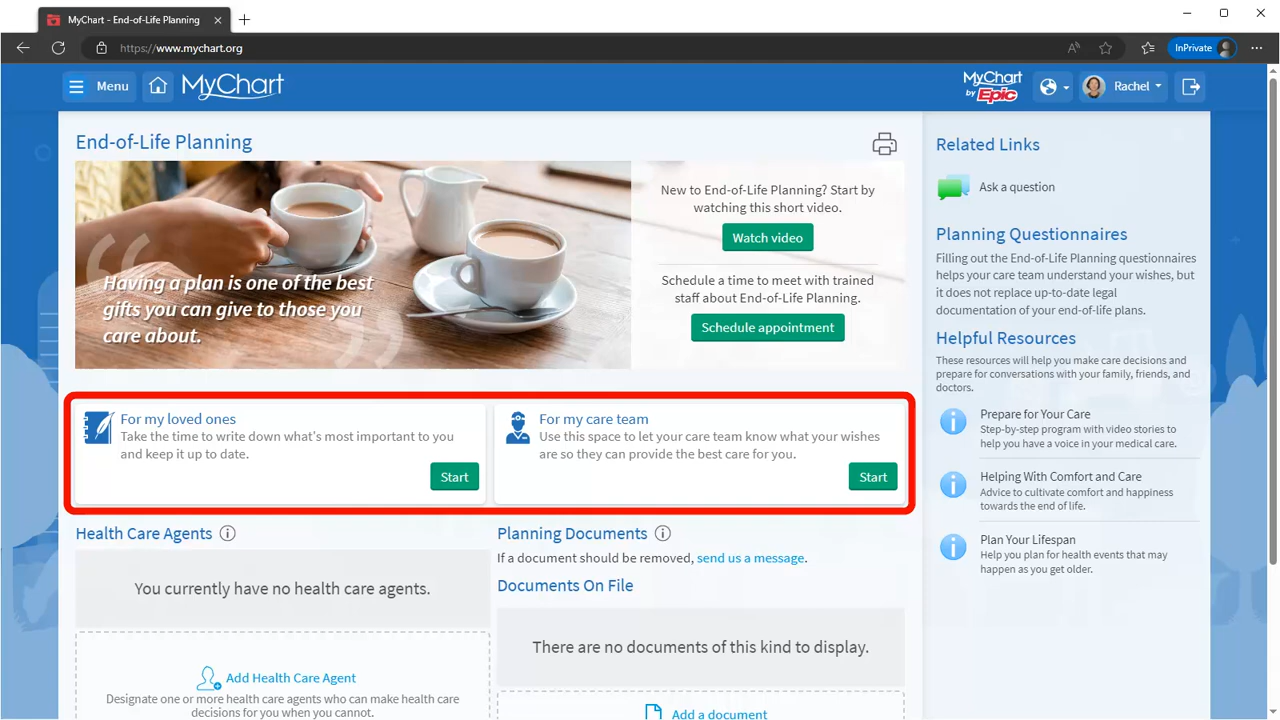 MyChart - End-of-Life Planning
https://www.mychart.org
InPrivate
Menu
MyChart
MyChart
by Epic
Rachel
End-of-Life Planning
Having a plan is one of the best
gifts you can give to those you
care about.
New to End-of-Life Planning? Start by
watching this short video.
Watch video
Schedule a time to meet with trained
staff about End-of-Life Planning.
Schedule appointment
For my loved ones
Take the time to write down what's most important to you
and keep it up to date.
Start
For my care team
Use this space to let your care team know what your wishes
are so they can provide the best care for you.
Start
Health Care Agents
You currently have no health care agents.
Add Health Care Agent
Designate one or more health care agents who can make health care
decisions for you when you cannot.
Planning Documents
If a document should be removed, send us a message.
Documents On File
There are no documents of this kind to display.
Add a document
Related Links
Ask a question
Planning Questionnaires
Filling out the End-of-Life Planning questionnaires
helps your care team understand your wishes, but
it does not replace up-to-date legal
documentation of your end-of-life plans.
Helpful Resources
These resources will help you make care decisions and
prepare for conversations with your family, friends, and
doctors.
Prepare for Your Care
Step-by-step program with video stories to
help you have a voice in your medical care.
Helping With Comfort and Care
Advice to cultivate comfort and happiness
towards the end of life.
Plan Your Lifespan
Help you plan for health events that may
happen as you get older.